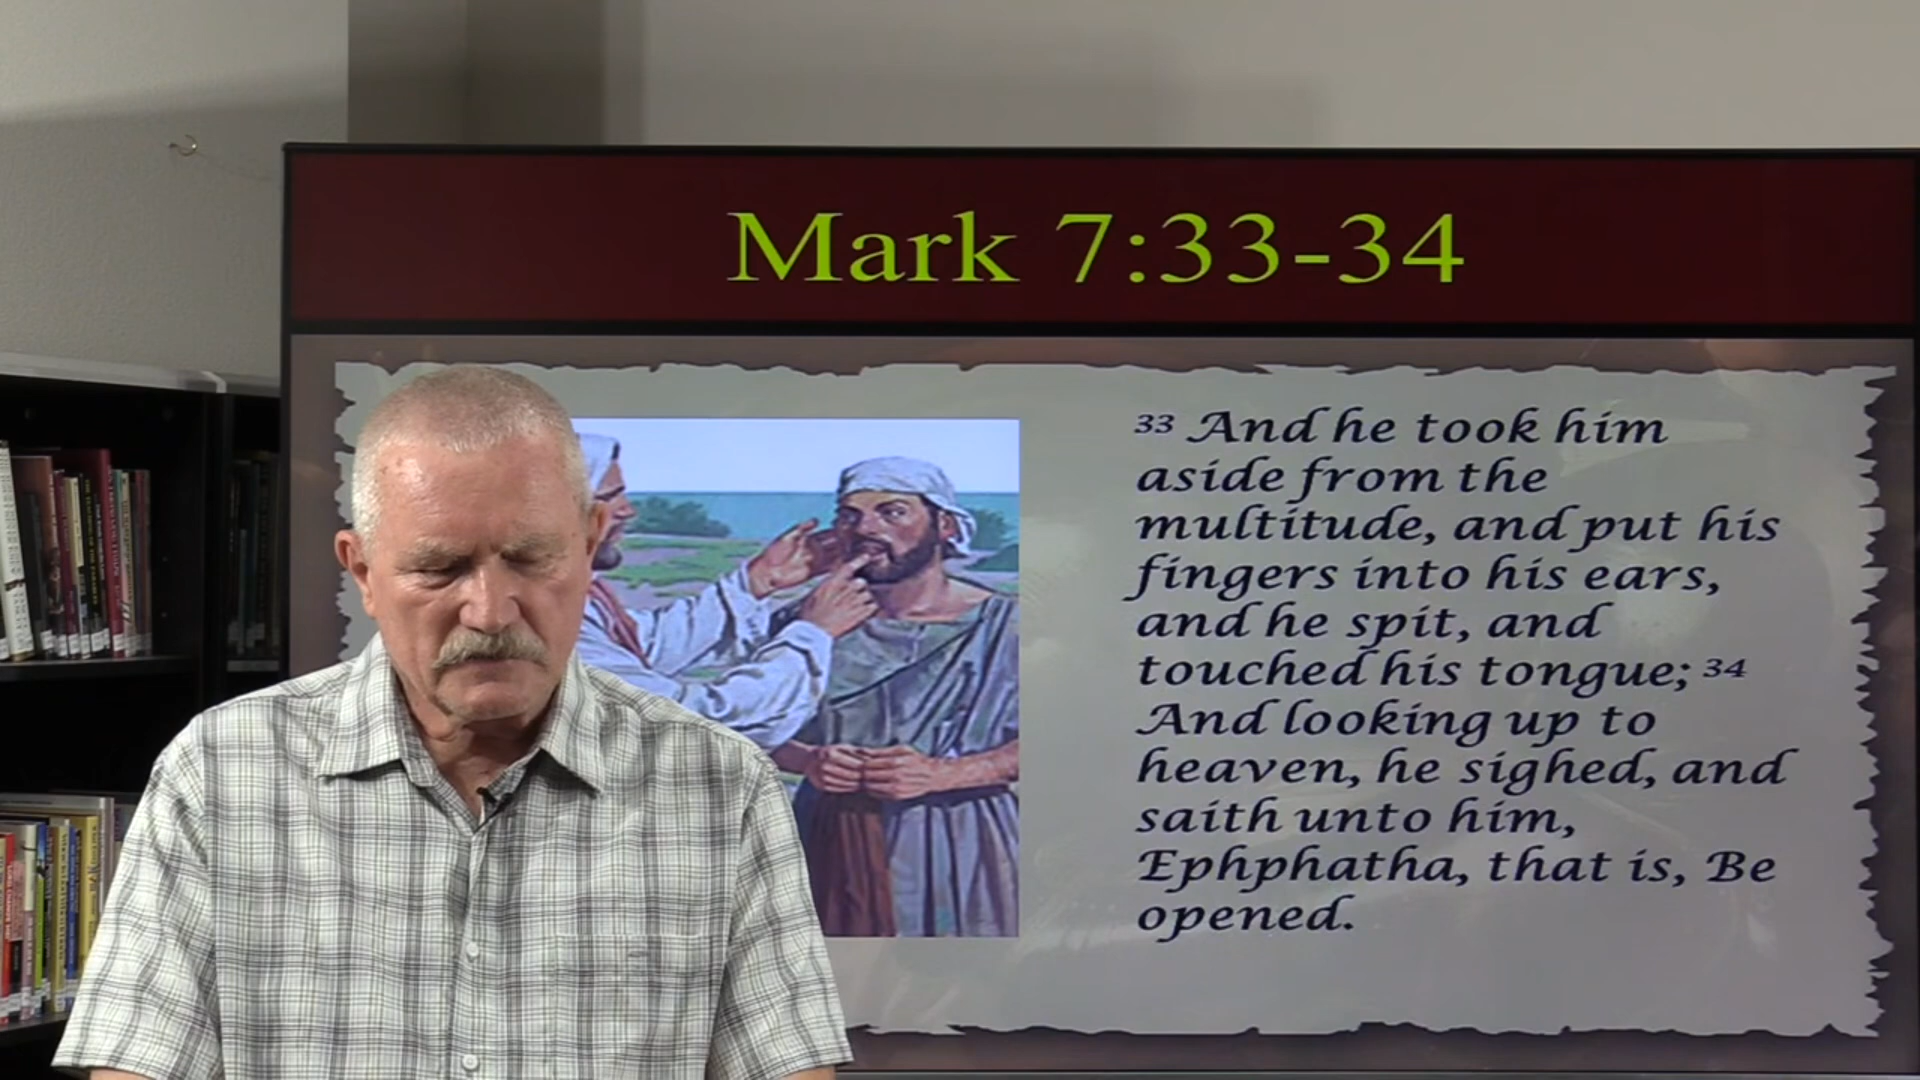 Mark 7:33-34
33 And he took him
aside from the
multitude, and put his
fingers into his ears,
and he spit, and
touched his tongue; 34
And looking up to
heaven, he sighed, and
saith unto him,
Ephphatha, that is, Be
opened.